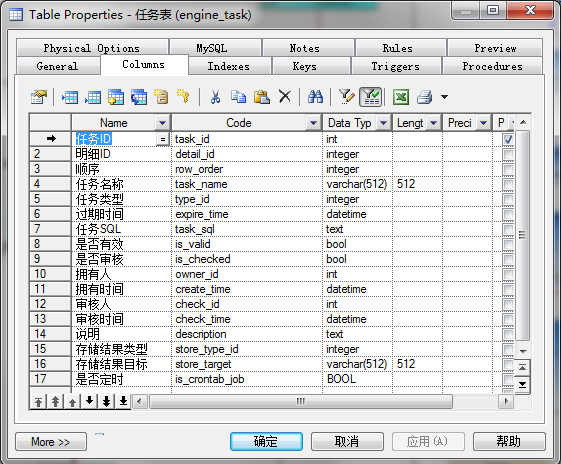 Table Properties - 任务表 (engine_task)
Physical Options MySQL Notes Rules Preview
General Columns Indexes Keys Triggers Procedures
Name Code Data Typ Lengt Preci P
任务ID = task_id int
2 明细ID detail_id integer
3 顺序 row_order integer
4 任务名称 task_name varchar(512) 512
5 任务类型 type_id integer
6 过期时间 expire_time datetime
7 任务SQL task_sql text
8 是否有效 is_valid bool
9 是否审核 is_checked bool
10 拥有人 owner_id int
11 拥有时间 create_time datetime
12 审核人 check_id int
13 审核时间 check_time datetime
14 说明 description text
15 存储结果类型 store_type_id integer
16 存储结果目标 store_target varchar(512) 512
17 是否定时 is_crontab_job BOOL
More >> 确定 取消 应用(A) 帮助